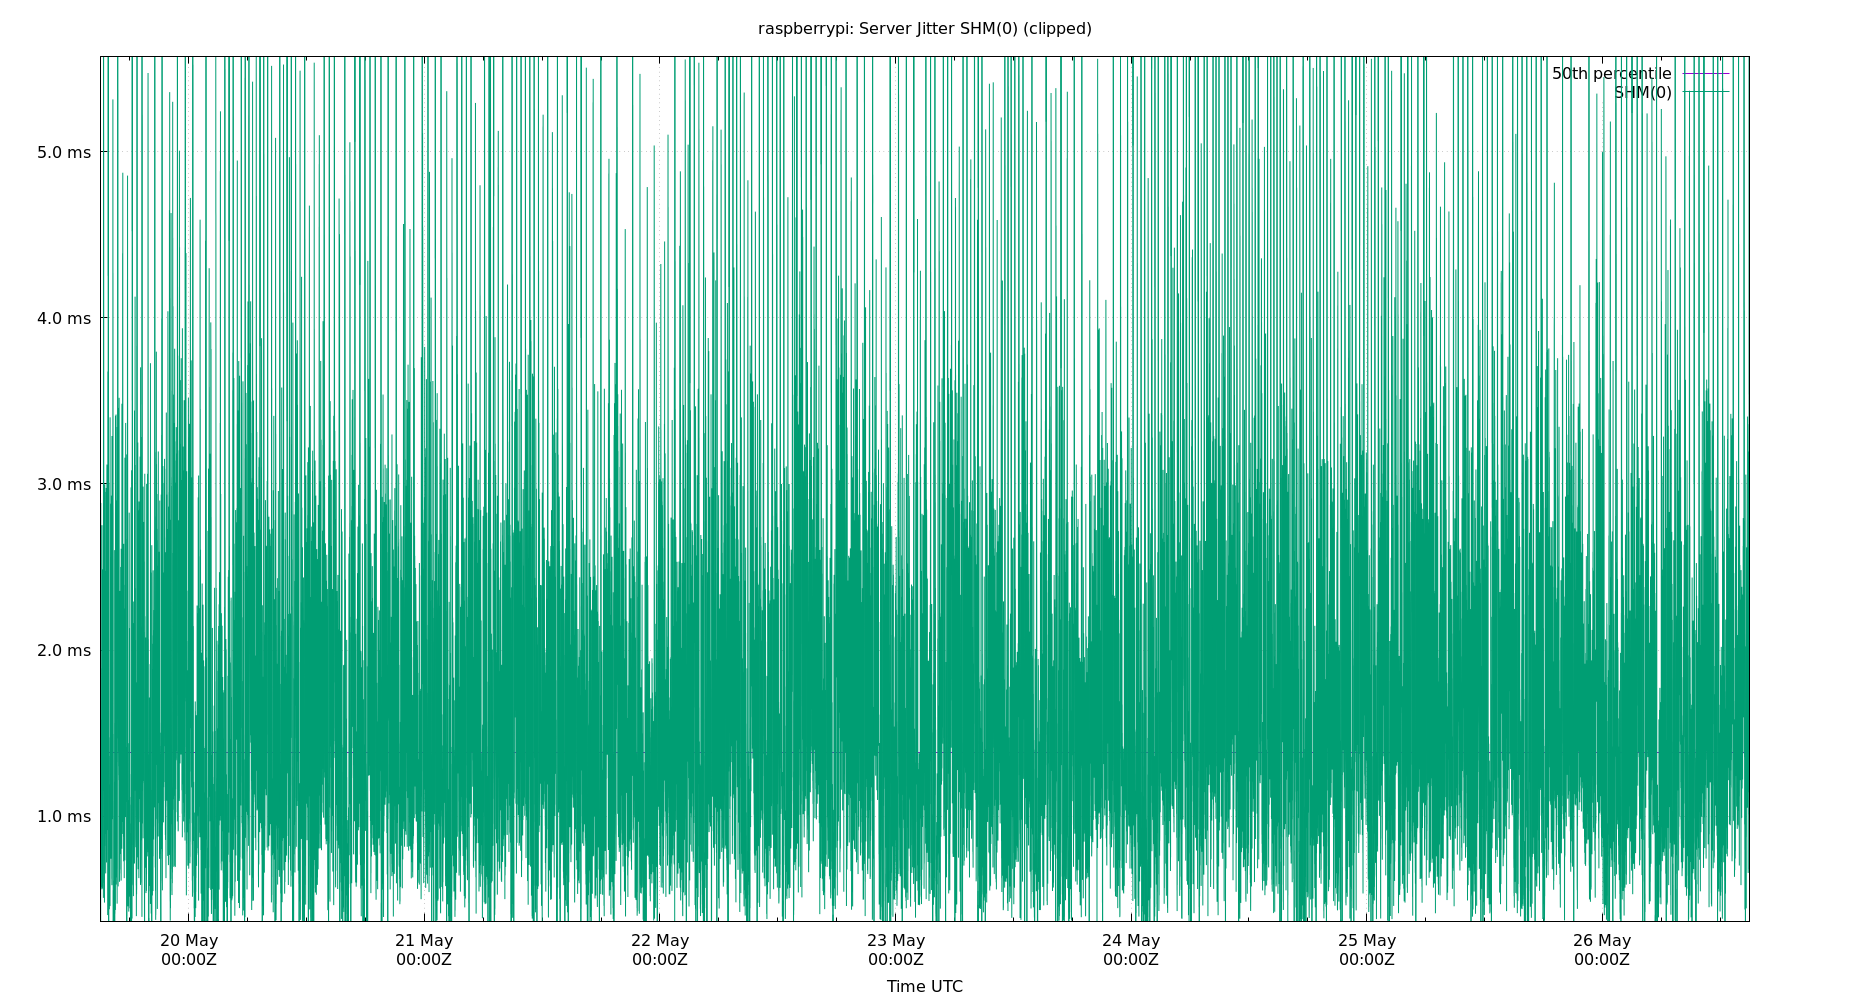 raspberrypi: Server Jitter SHM(0) (clipped)
50th percentile
SHM(0)
5.0 ms
4.0 ms
3.0 ms
2.0 ms
1.0 ms
20 May 21 May 22 May 23 May 24 May 25 May 26 May
00:00Z 00:00Z 00:00Z 00:00Z 00:00Z 00:00Z 00:00Z
Time UTC